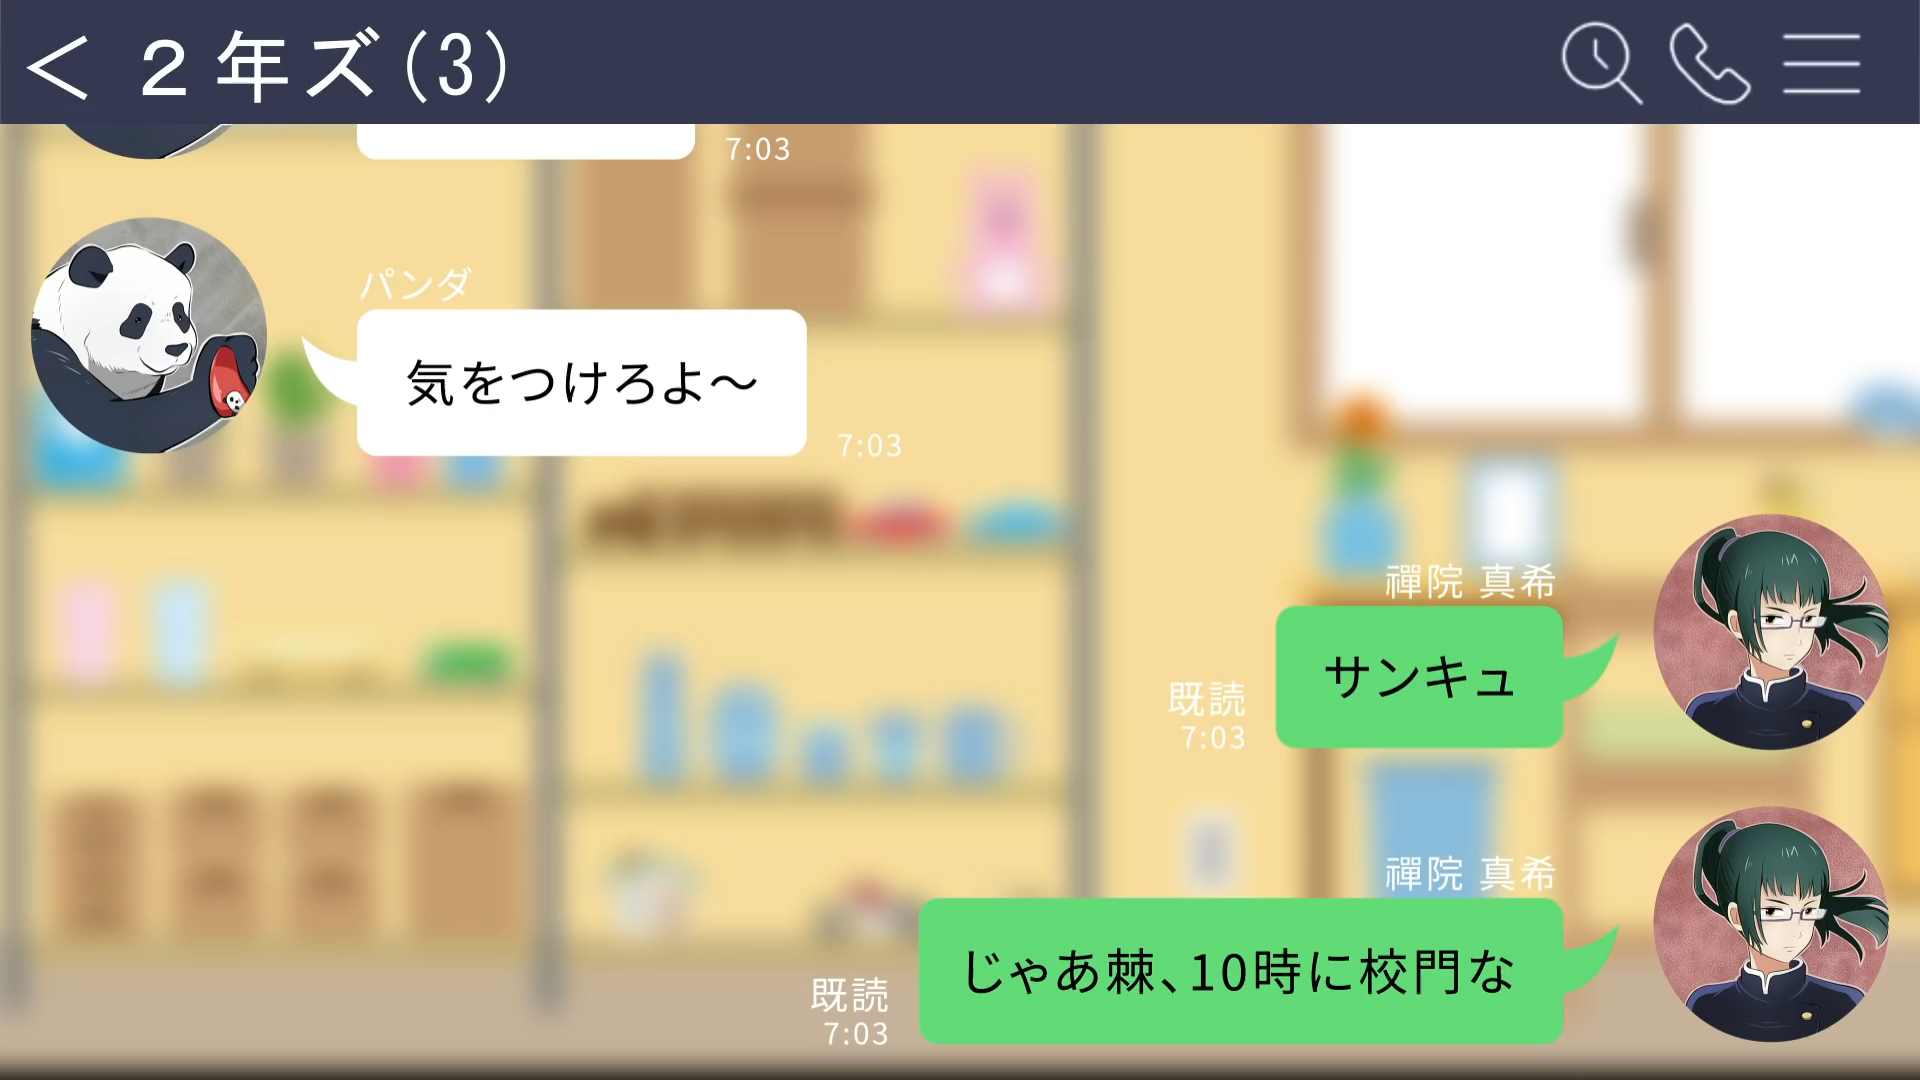 < 2年ズ(3)
7:03
パンダ
気をつけろよ〜
7:03
禪院 真希
サンキュ
既読
7:03
禪院 真希
じゃあ棘、10時に校門な
既読
7:03